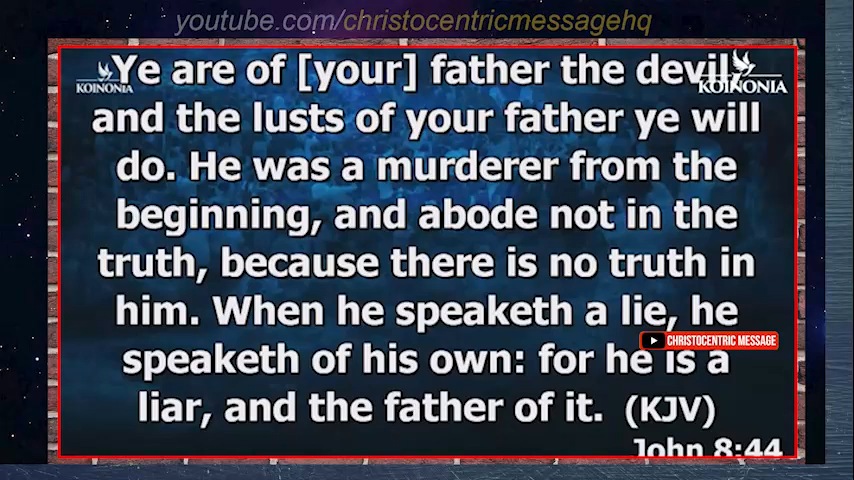 youtube.com/christocentricmessagehq
Ye are of [your] father the devil,
KOINONIA
KOINONIA
and the lusts of your father ye will
do. He was a murderer from the
beginning, and abode not in the
truth, because there is no truth in
him. When he speaketh a lie, he
CHRISTOCENTRIC MESSAGE
speaketh of his own: for he is a
liar, and the father of it. (KJV)
John 8:44